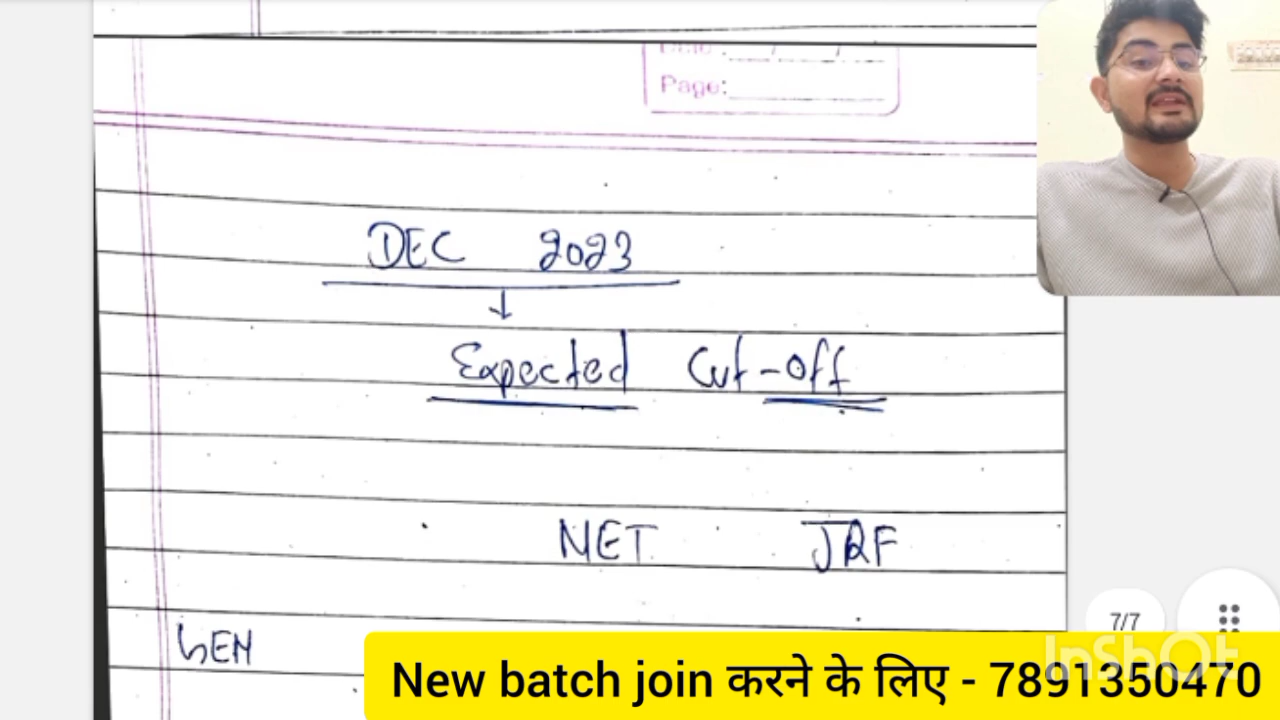 Date: / /
Page:
DEC 2023
Expected Cut-off
NET JRF
GEN
7/7
InShOt
New batch join करने के लिए - 7891350470